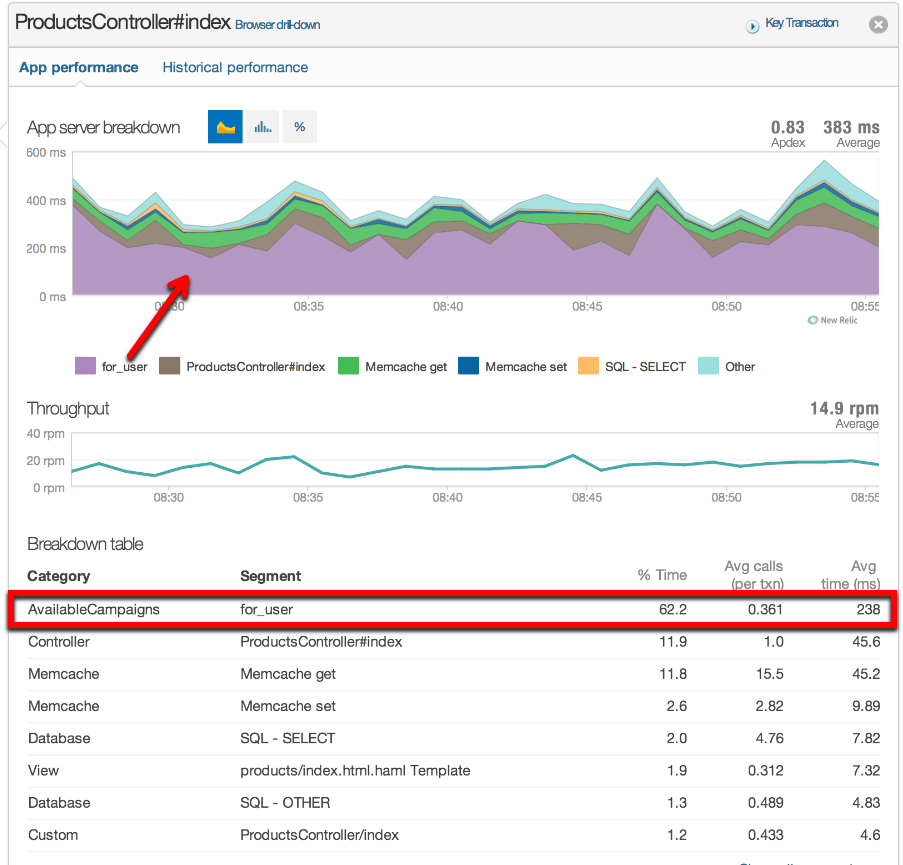 ProductsController#index Browser drill-down Key Transaction
App performance Historical performance
App server breakdown % 0.83 383 ms
Apdex Average
600 ms
400 ms
200 ms
0 ms
08:35 08:40 08:45 08:50 08:55
New Relic
for_user ProductsController#index Memcache get Memcache set SQL - SELECT Other
Throughput 14.9 rpm
Average
40 rpm
20 rpm
0 rpm
08:30 08:35 08:40 08:45 08:50 08:55
Breakdown table
Category Segment % Time Avg calls (per txn) Avg time (ms)
AvailableCampaigns for_user 62.2 0.361 238
Controller ProductsController#index 11.9 1.0 45.6
Memcache Memcache get 11.8 15.5 45.2
Memcache Memcache set 2.6 2.82 9.89
Database SQL - SELECT 2.0 4.76 7.82
View products/index.html.haml Template 1.9 0.312 7.32
Database SQL - OTHER 1.3 0.489 4.83
Custom ProductsController/index 1.2 0.433 4.6